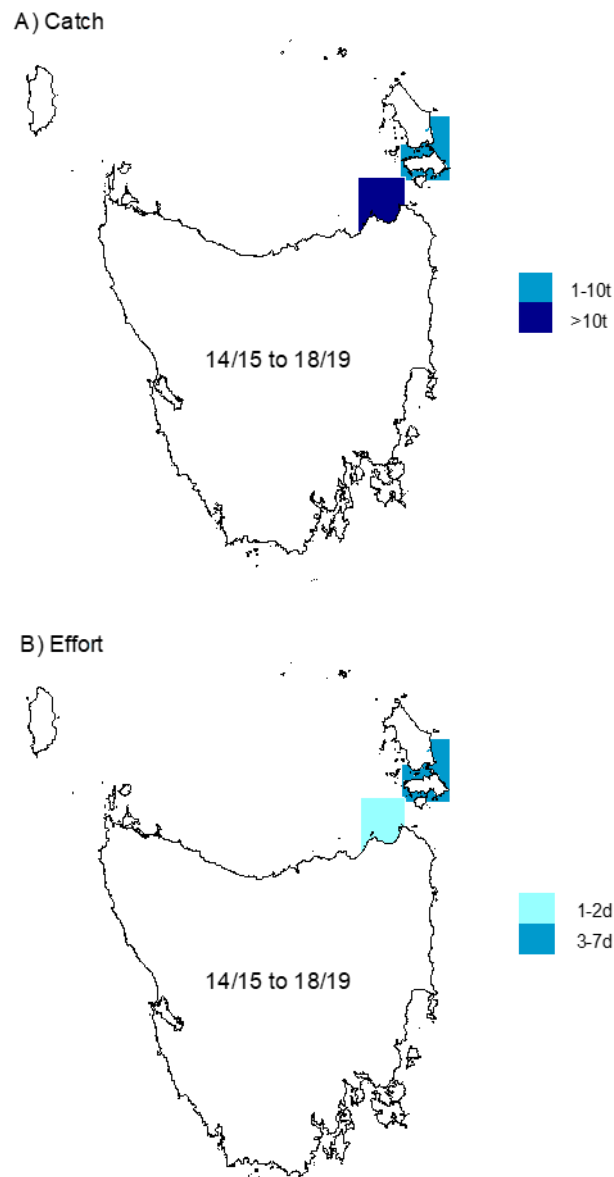 A) Catch
1-10t
>10t
14/15 to 18/19
B) Effort
1-2d
3-7d
14/15 to 18/19